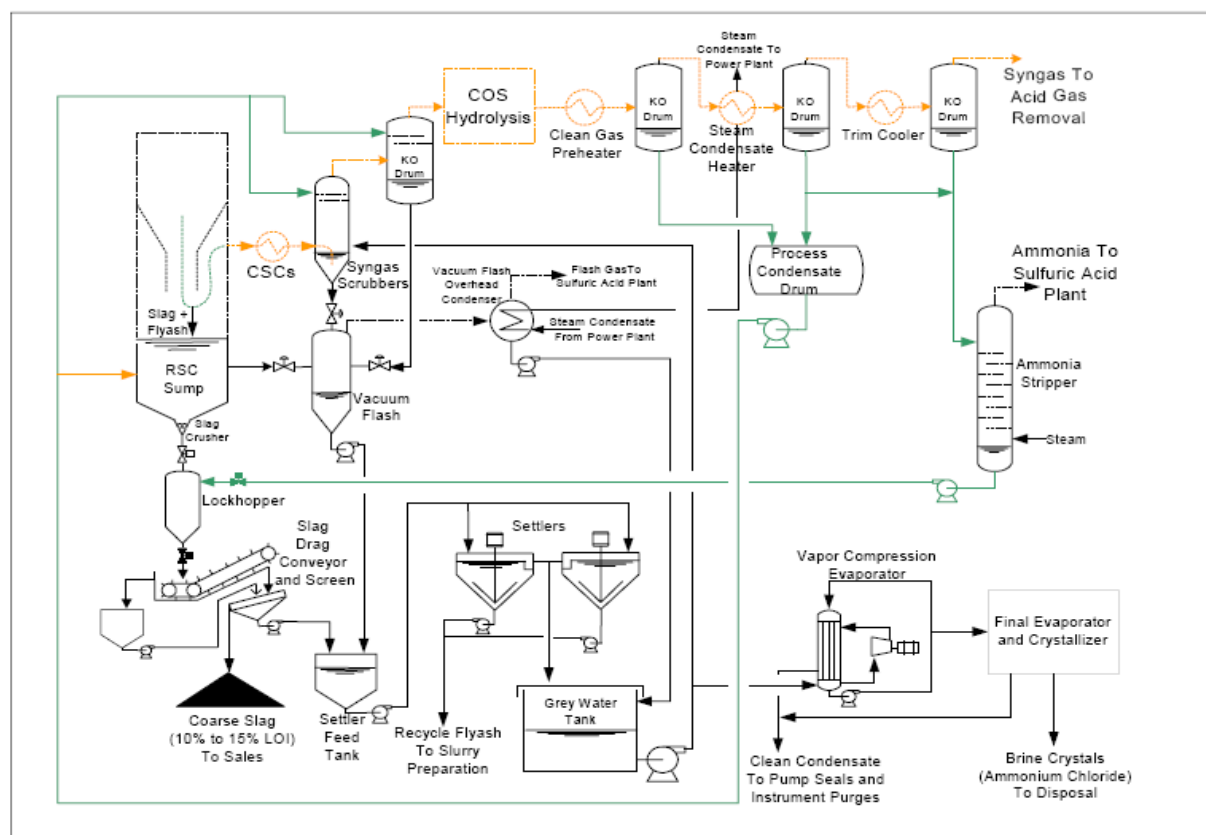 Steam
Condensate To
Power Plant
Syngas To
Acid Gas
Removal
COS
Hydrolysis
KO
Drum
KO
Drum
KO
Drum
KO
Drum
Clean Gas
Preheater
Steam
Condensate
Heater
Trim Cooler
CSCs
Syngas
Scrubbers
Vacuum Flash
Overhead
Condenser
Flash GasTo
Sulfuric Acid Plant
Process
Condensate
Drum
Ammonia To
Sulfuric Acid
Plant
Slag +
Flyash
Steam Condensate
From Power Plant
RSC
Sump
Vacuum
Flash
Ammonia
Stripper
Slag
Crusher
Steam
Lockhopper
Slag
Drag
Conveyor
and Screen
Settlers
Vapor Compression
Evaporator
Final Evaporator
and Crystallizer
Grey Water
Tank
Coarse Slag
(10% to 15% LOI)
To Sales
Settler
Feed
Tank
Recycle Flyash
To Slurry
Preparation
Clean Condensate
To Pump Seals and
Instrument Purges
Brine Crystals
(Ammonium Chloride)
To Disposal